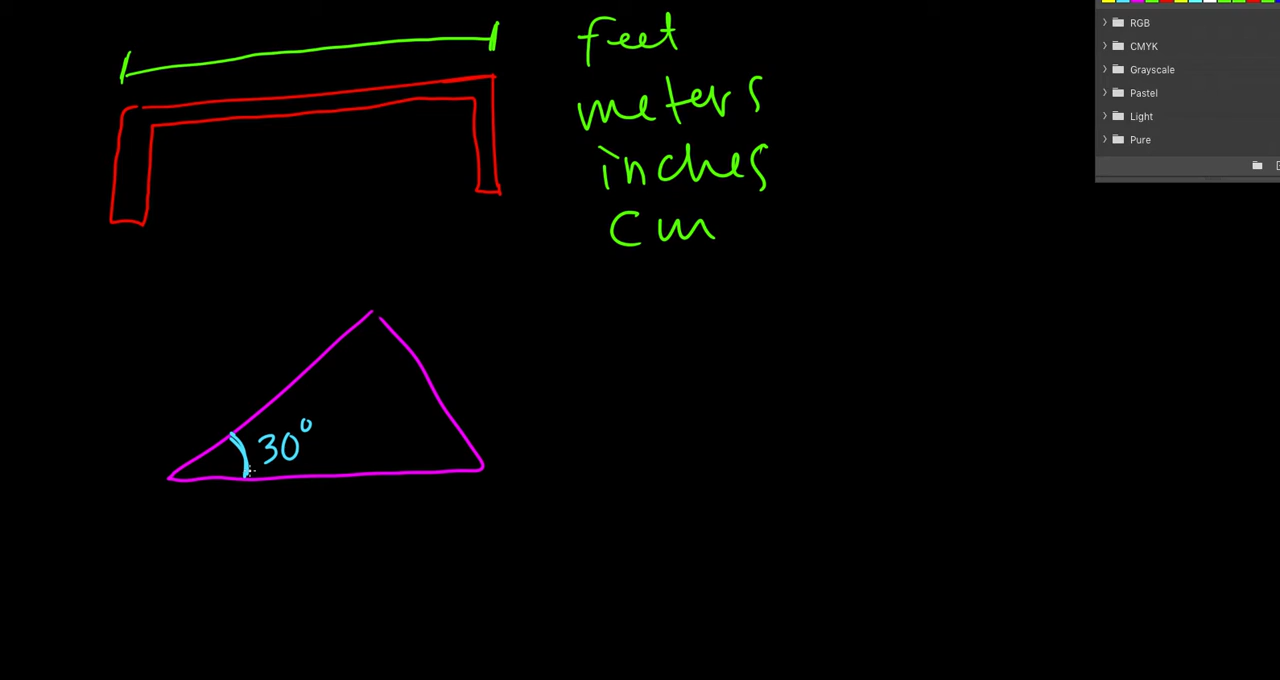 feet
meters
inches
cm
30°
RGB
CMYK
Grayscale
Pastel
Light
Pure